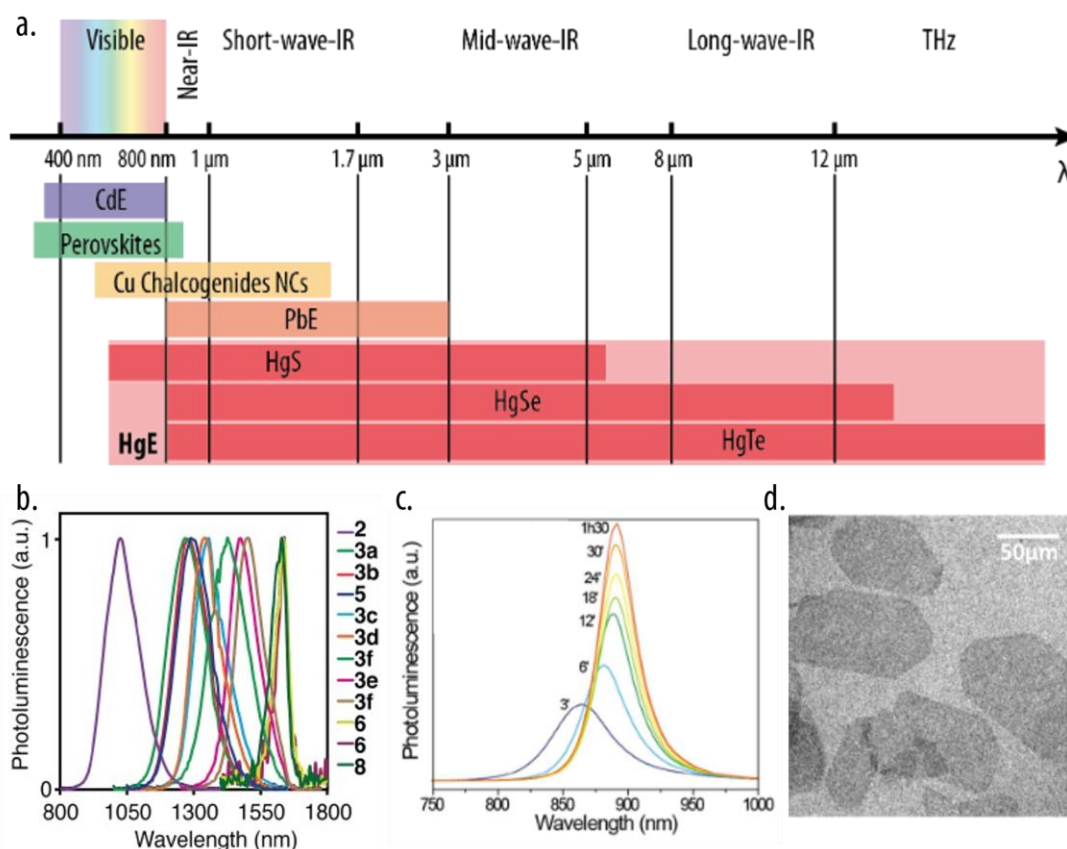 a.
Visible
Near-IR
Short-wave-IR
Mid-wave-IR
Long-wave-IR
THz
400 nm
800 nm
1 µm
1.7 µm
3 µm
5 µm
8 µm
12 µm
λ
CdE
Perovskites
Cu Chalcogenides NCs
PbE
HgS
HgSe
HgE
HgTe
b.
Photoluminescence (a.u.)
1
0
800
1050
1300
1550
1800
Wavelength (nm)
2
3a
3b
5
3c
3d
3f
3e
3f
6
6
8
c.
Photoluminescence (a.u.)
1h30
30'
24'
18'
12'
6'
3'
750
800
850
900
950
1000
Wavelength (nm)
d.
50µm